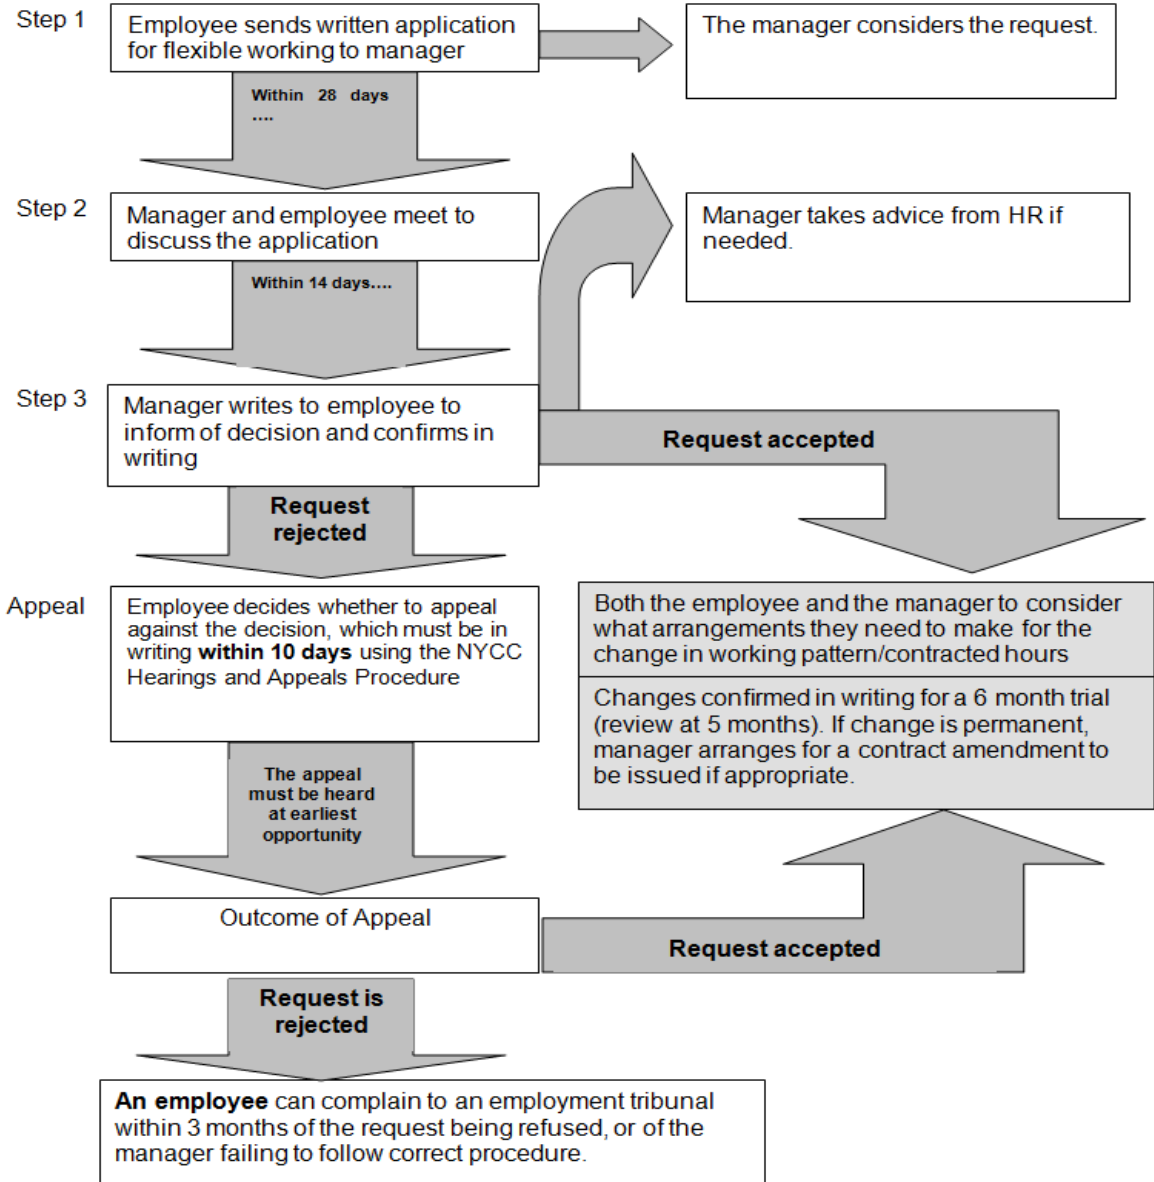 Step 1
Employee sends written application
for flexible working to manager
The manager considers the request.
Within 28 days
....
Step 2
Manager and employee meet to
discuss the application
Manager takes advice from HR if
needed.
Within 14 days....
Step 3
Manager writes to employee to
inform of decision and confirms in
writing
Request accepted
Request
rejected
Appeal
Employee decides whether to appeal
against the decision, which must be in
writing within 10 days using the NYCC
Hearings and Appeals Procedure
Both the employee and the manager to consider
what arrangements they need to make for the
change in working pattern/contracted hours
Changes confirmed in writing for a 6 month trial
(review at 5 months). If change is permanent,
manager arranges for a contract amendment to
be issued if appropriate.
The appeal
must be heard
at earliest
opportunity
Outcome of Appeal
Request accepted
Request is
rejected
An employee can complain to an employment tribunal
within 3 months of the request being refused, or of the
manager failing to follow correct procedure.